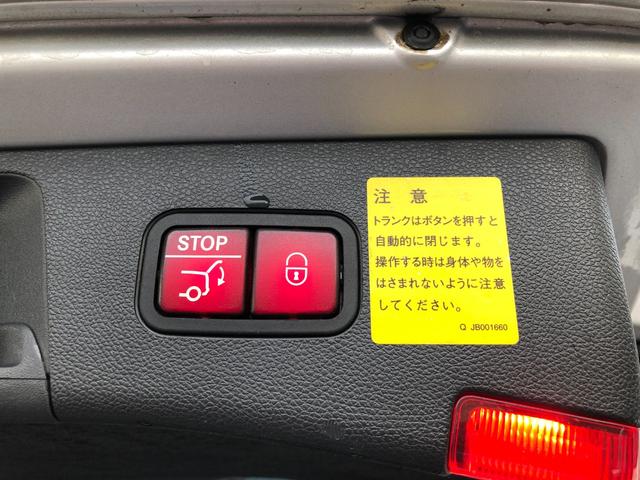 STOP
注意
トランクはボタンを押すと
自動的に閉じます。
操作する時は身体や物を
はさまれないように注意
してください。
Q JB001660